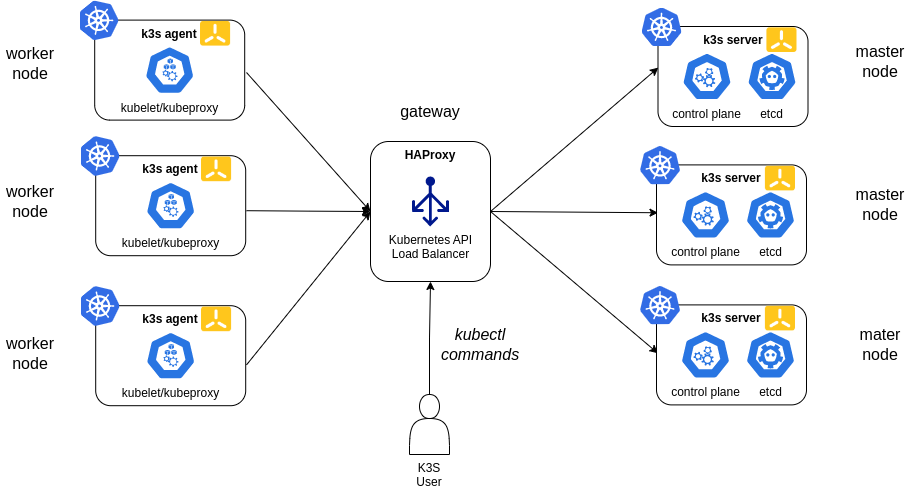 worker
node
k3s agent
kubelet/kubeproxy
worker
node
k3s agent
kubelet/kubeproxy
worker
node
k3s agent
kubelet/kubeproxy
gateway
HAProxy
Kubernetes API
Load Balancer
kubectl
commands
K3S
User
k3s server
control plane
etcd
master
node
k3s server
control plane
etcd
master
node
k3s server
control plane
etcd
mater
node